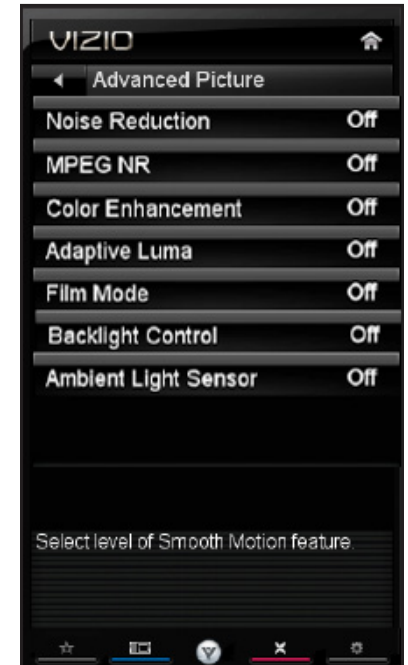 VIZIO
Advanced Picture
Noise Reduction Off
MPEG NR Off
Color Enhancement Off
Adaptive Luma Off
Film Mode Off
Backlight Control Off
Ambient Light Sensor Off
Select level of Smooth Motion feature.
V